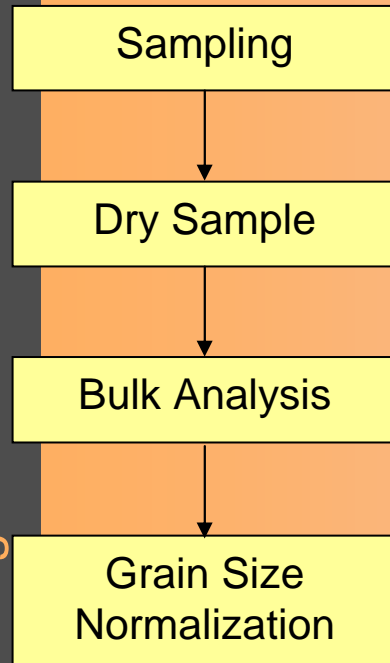 Sampling
Dry Sample
Bulk Analysis
Grain Size
Normalization